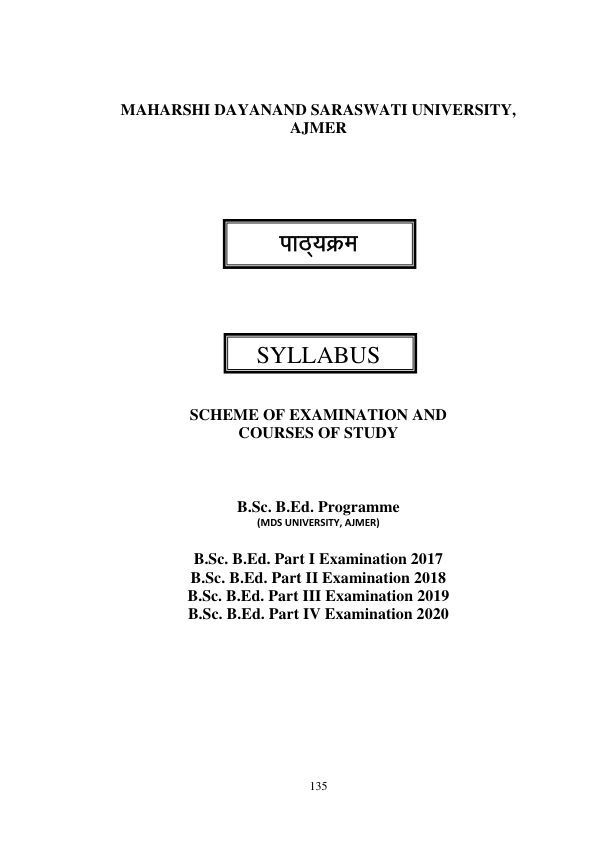 MAHARSHI DAYANAND SARASWATI UNIVERSITY,
AJMER
पाठ्यक्रम
SYLLABUS
SCHEME OF EXAMINATION AND
COURSES OF STUDY
B.Sc. B.Ed. Programme
(MDS UNIVERSITY, AJMER)
B.Sc. B.Ed. Part I Examination 2017
B.Sc. B.Ed. Part II Examination 2018
B.Sc. B.Ed. Part III Examination 2019
B.Sc. B.Ed. Part IV Examination 2020
135